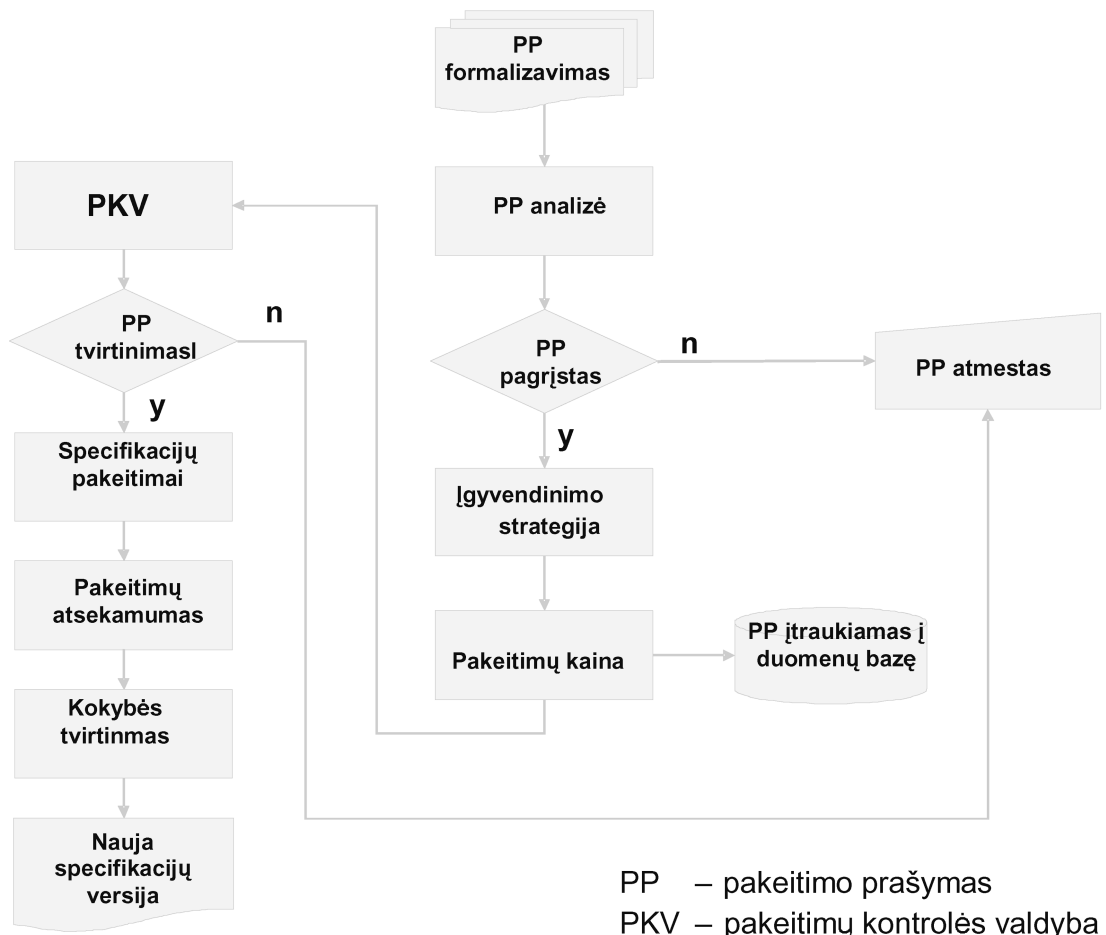 PP
formalizavimas
PP analizė
PP
pagrįstas
n
y
PP atmestas
Įgyvendinimo
strategija
Pakeitimų kaina
PP įtraukiamas į
duomenų bazę
PKV
PP
tvirtinimasl
n
y
Specifikacijų
pakeitimai
Pakeitimų
atsekamumas
Kokybės
tvirtinmas
Nauja
specifikacijų
versija
PP – pakeitimo prašymas
PKV – pakeitimų kontrolės valdyba